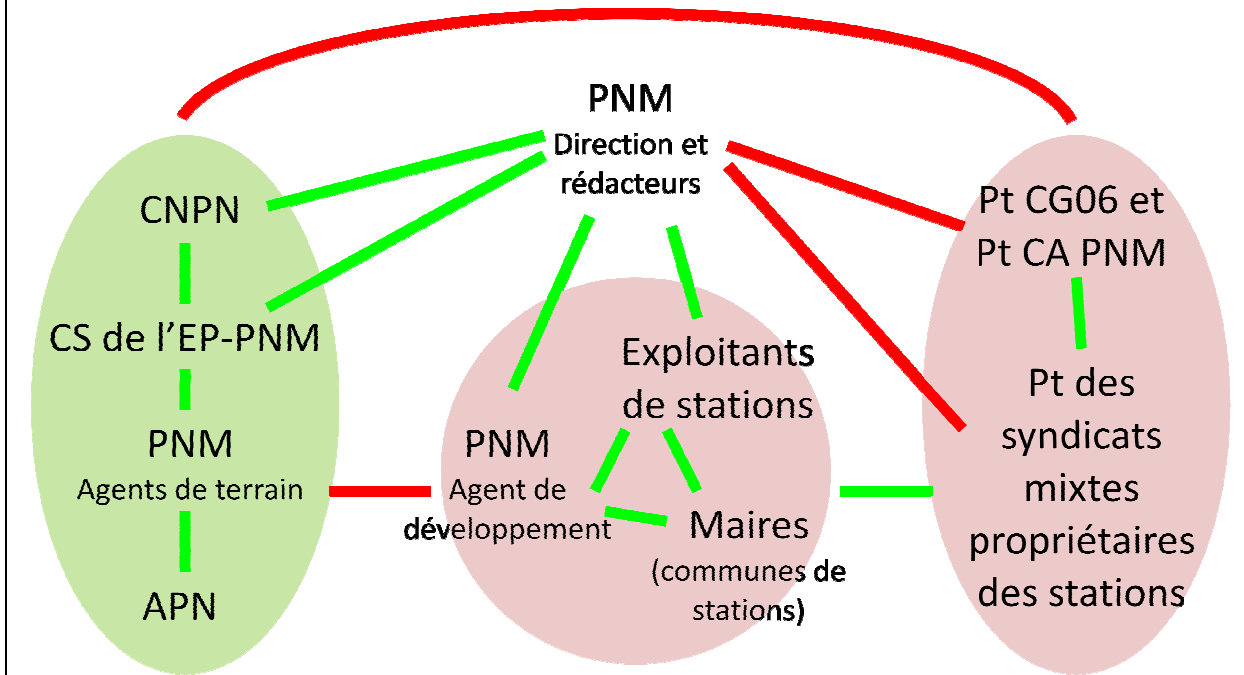 PNM
Direction et
rédacteurs
CNPN
CS de l’EP-PNM
PNM
Agents de terrain
APN
Exploitants
de stations
PNM
Agent de
développement
Maires
(communes de
stations)
Pt CG06 et
Pt CA PNM
Pt des
syndicats
mixtes
propriétaires
des stations